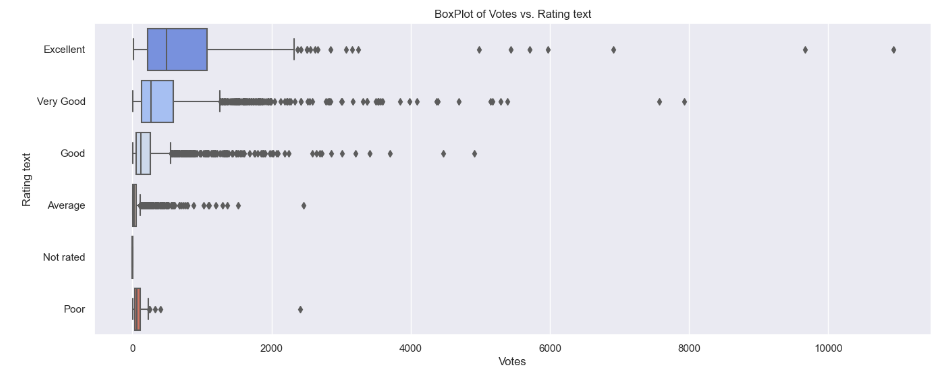 BoxPlot of Votes vs. Rating text
Excellent
Very Good
Good
Average
Not rated
Poor
Rating text
0 2000 4000 6000 8000 10000
Votes